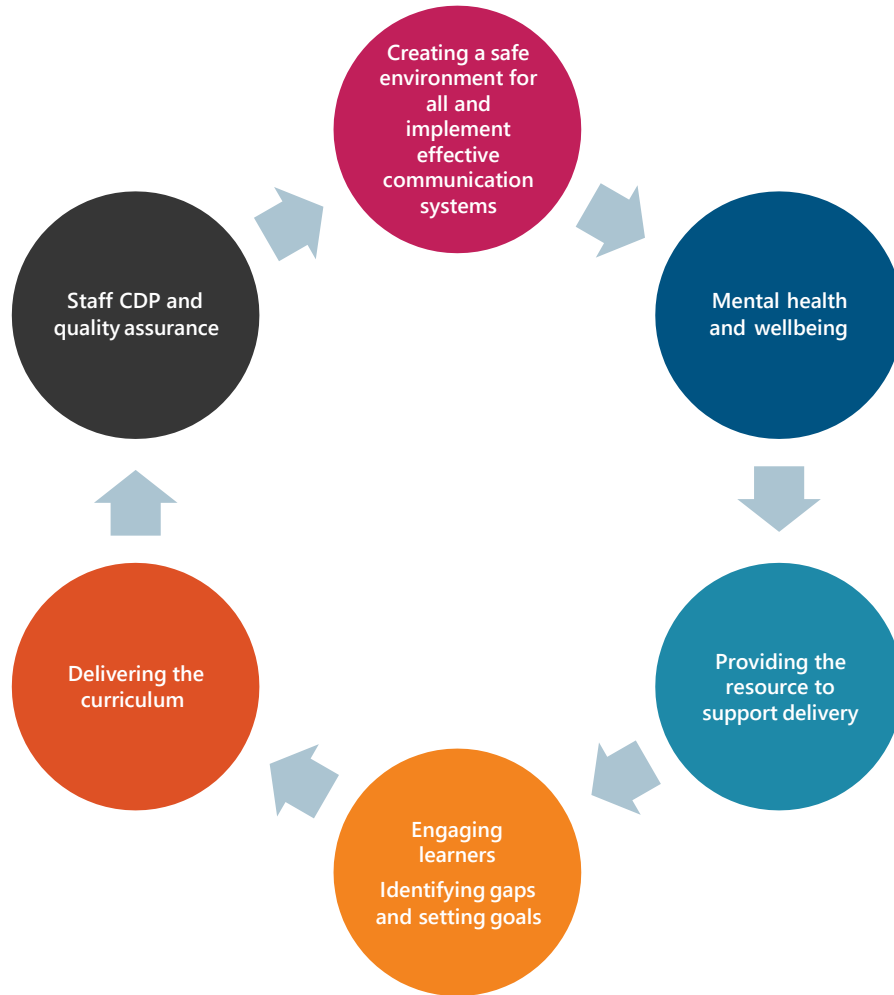 Creating a safe
environment for
all and
implement
effective
communication
systems
Mental health
and wellbeing
Providing the
resource to
support delivery
Engaging
learners
Identifying gaps
and setting goals
Delivering the
curriculum
Staff CDP and
quality assurance